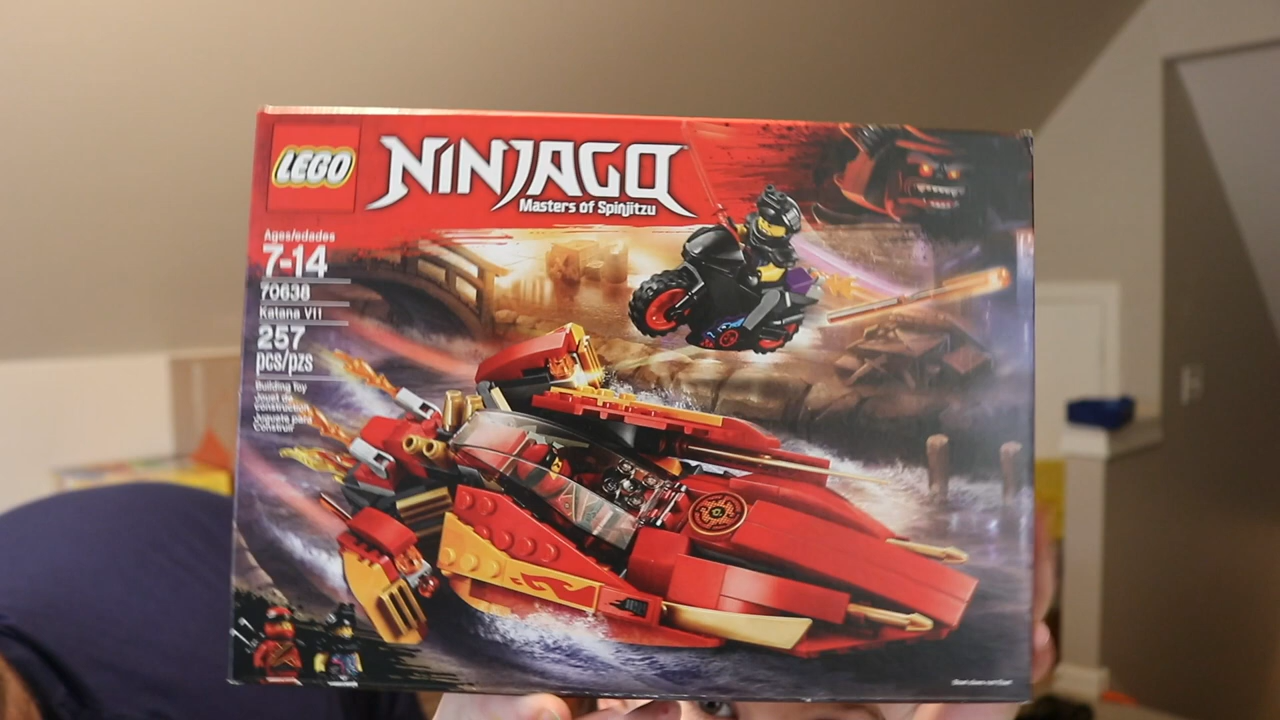 LEGO
NINJAGO
Masters of Spinjitzu
Ages/edades
7-14
70638
Katana V11
257
pcs/pzs
Building Toy
Jouet de
construction
Juguete para
Construir